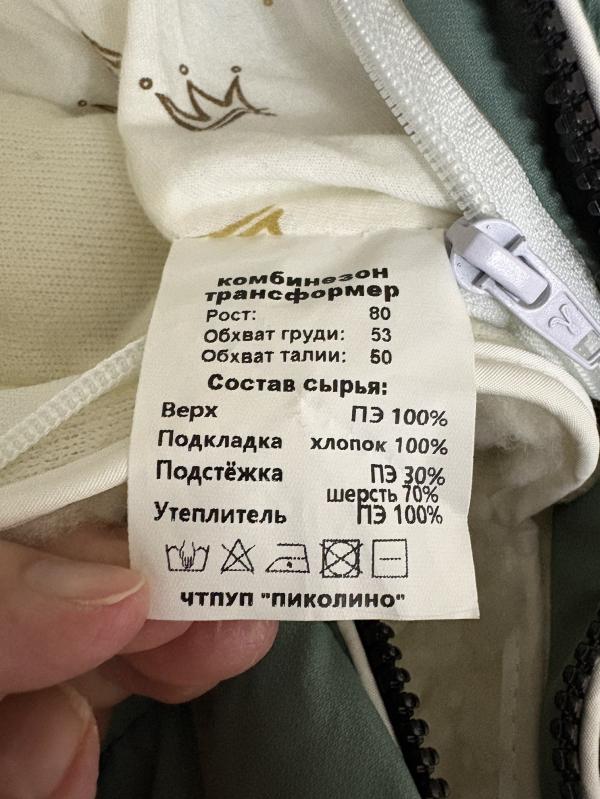 комбинезон
трансформер
Рост: 80
Обхват груди: 53
Обхват талии: 50
Состав сырья:
Верх ПЭ 100%
Подкладка хлопок 100%
Подстёжка ПЭ 30%
шерсть 70%
Утеплитель ПЭ 100%
ЧТПУП "ПИКОЛИНО"